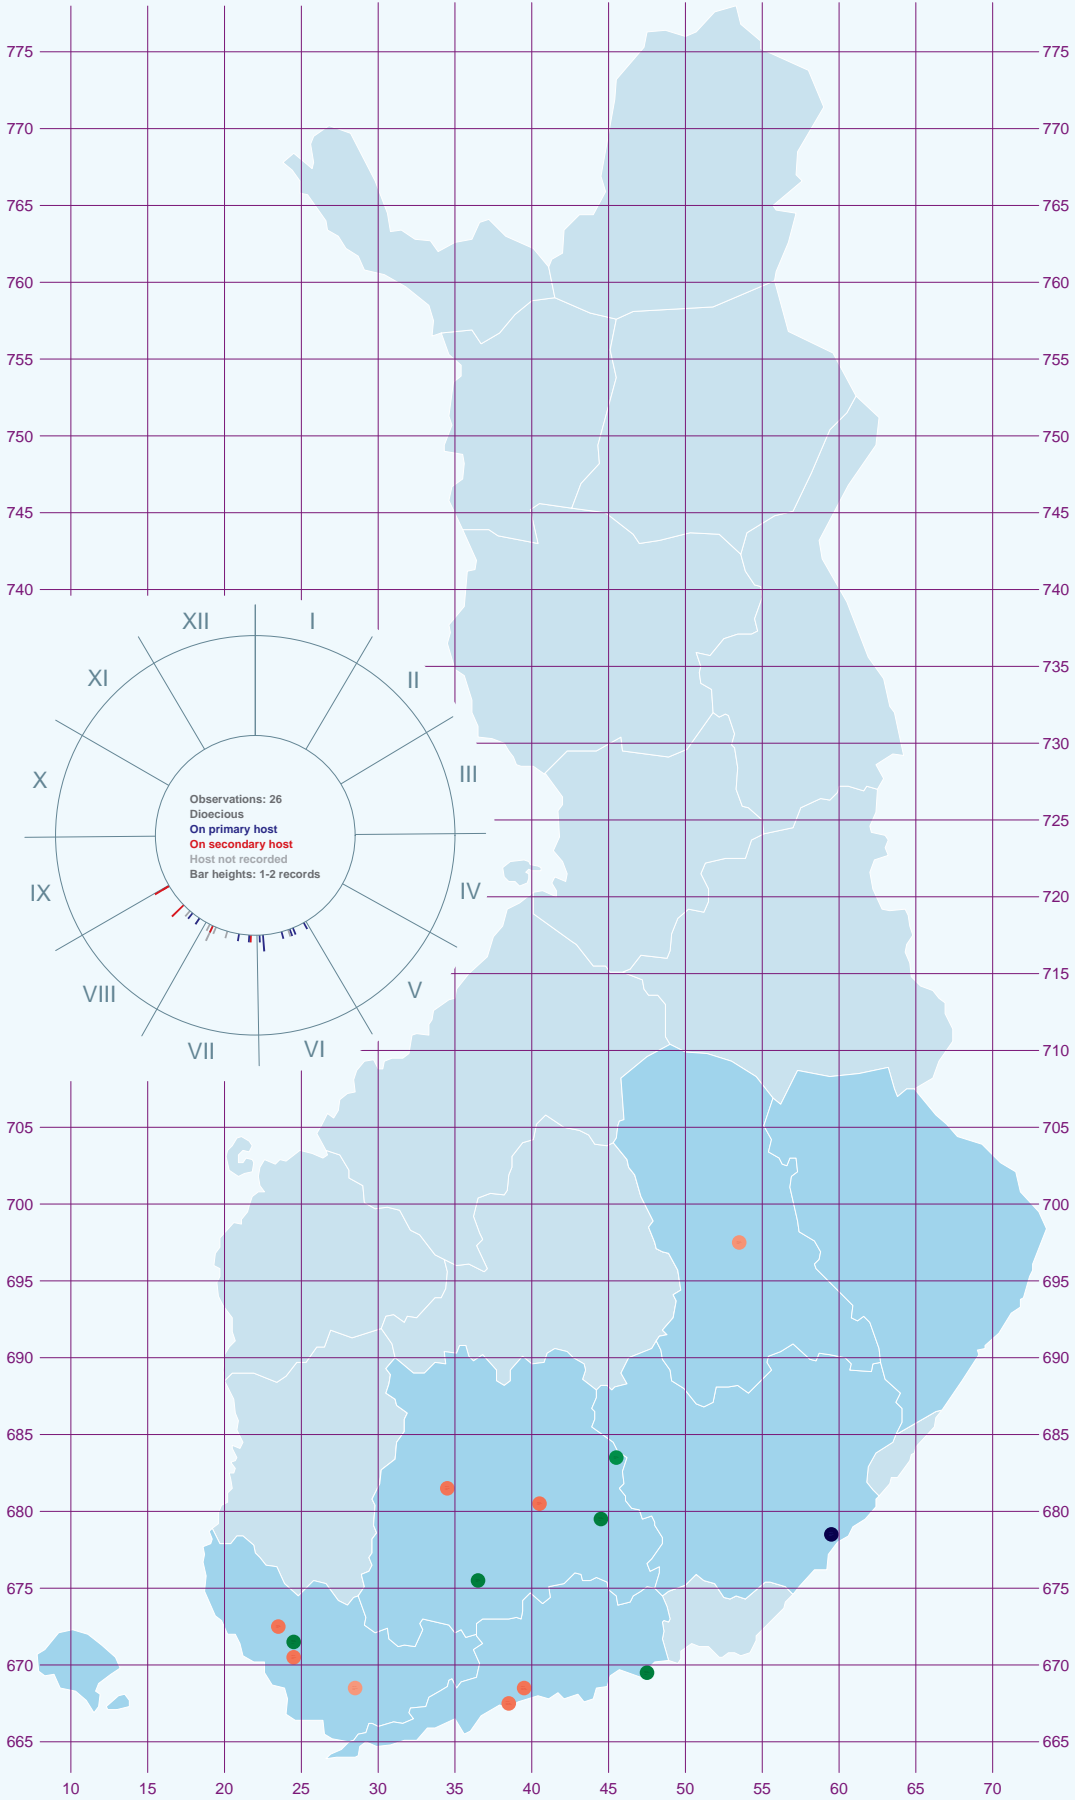 775 775
770 770
765 765
760 760
755 755
750 750
745 745
740 740
XII I
735
XI II
730
X III
Observations: 26
Dioecious
725
On primary host
On secondary host
Host not recorded
Bar heights: 1-2 records
IX IV
720
715
VIII V
VII VI
710
705 705
700 700
695 695
690 690
685 685
680 680
675 675
670 670
665 665
10 15 20 25 30 35 40 45 50 55 60 65 70